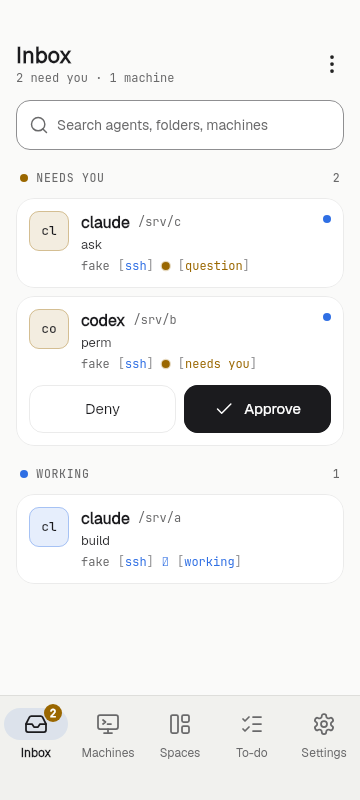 Inbox
2 need you · 1 machine
Search agents, folders, machines
NEEDS YOU 2
cl claude /srv/c
ask
fake [ssh] [question]
co codex /srv/b
perm
fake [ssh] [needs you]
Deny Approve
WORKING 1
cl claude /srv/a
build
fake [ssh] [working]
2
Inbox Machines Spaces To-do Settings